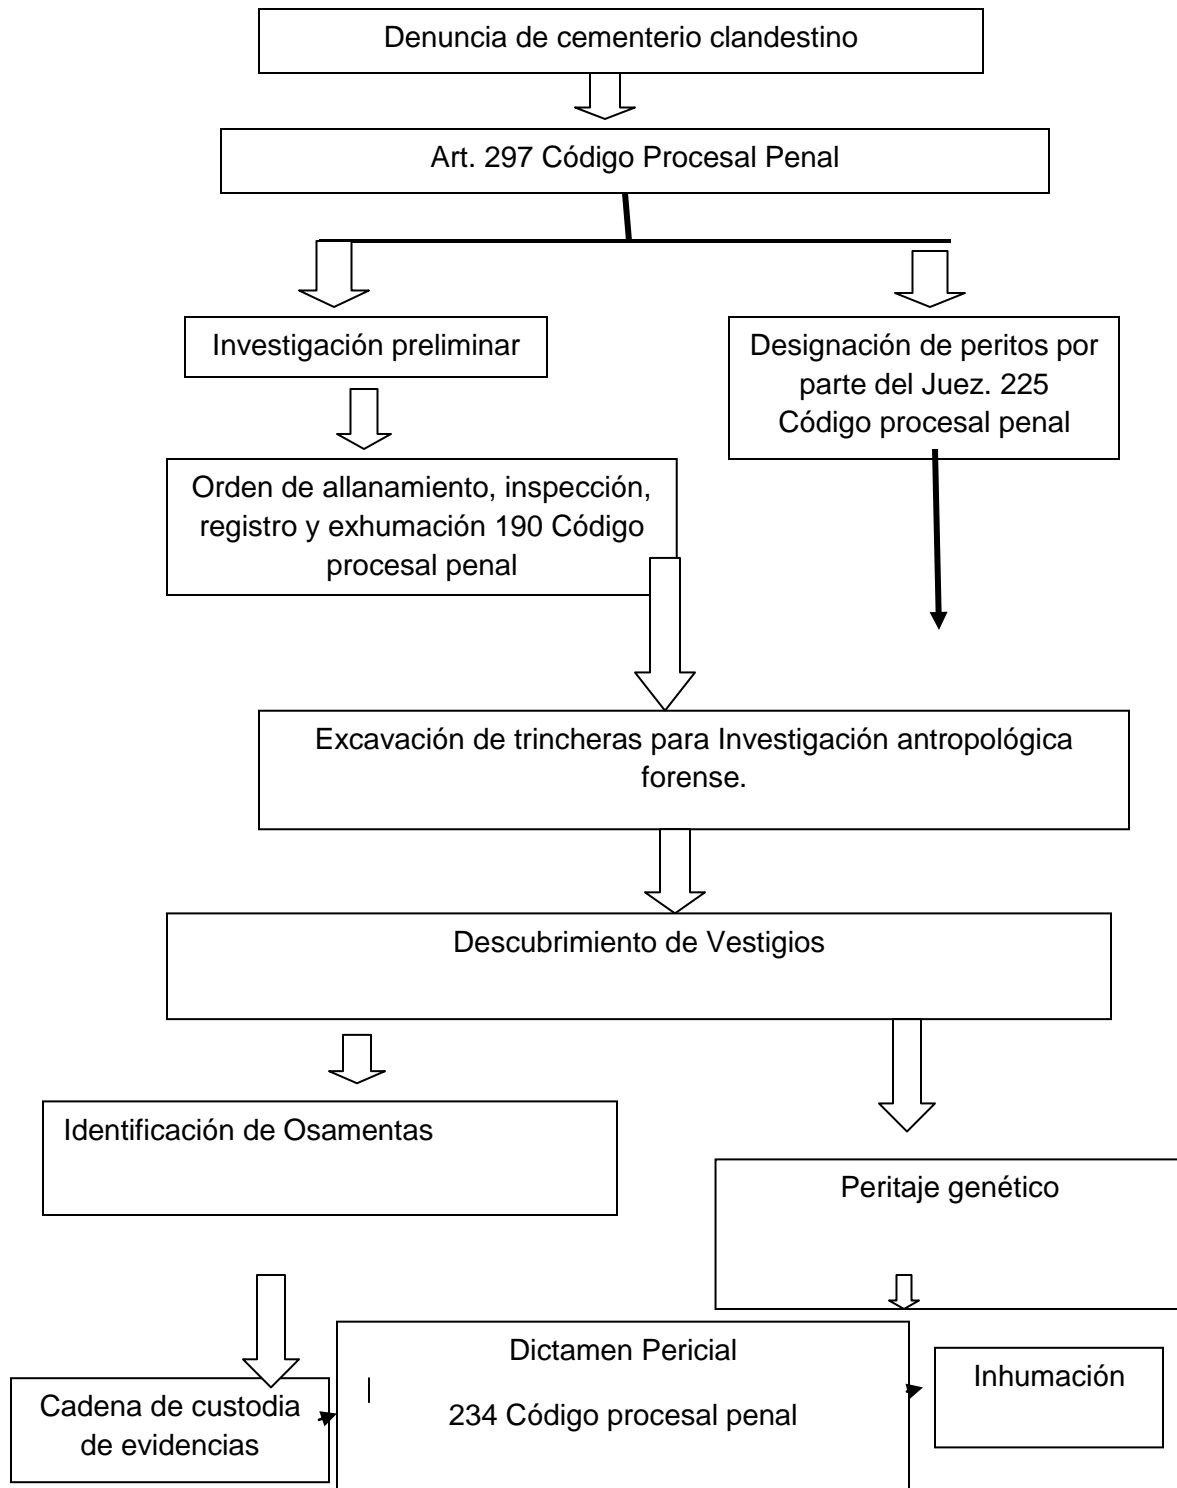 Denuncia de cementerio clandestino
Art. 297 Código Procesal Penal
Investigación preliminar
Designación de peritos por
parte del Juez. 225
Código procesal penal
Orden de allanamiento, inspección,
registro y exhumación 190 Código
procesal penal
Excavación de trincheras para Investigación antropológica
forense.
Descubrimiento de Vestigios
Identificación de Osamentas
Peritaje genético
Cadena de custodia
de evidencias
Dictamen Pericial
234 Código procesal penal
Inhumación